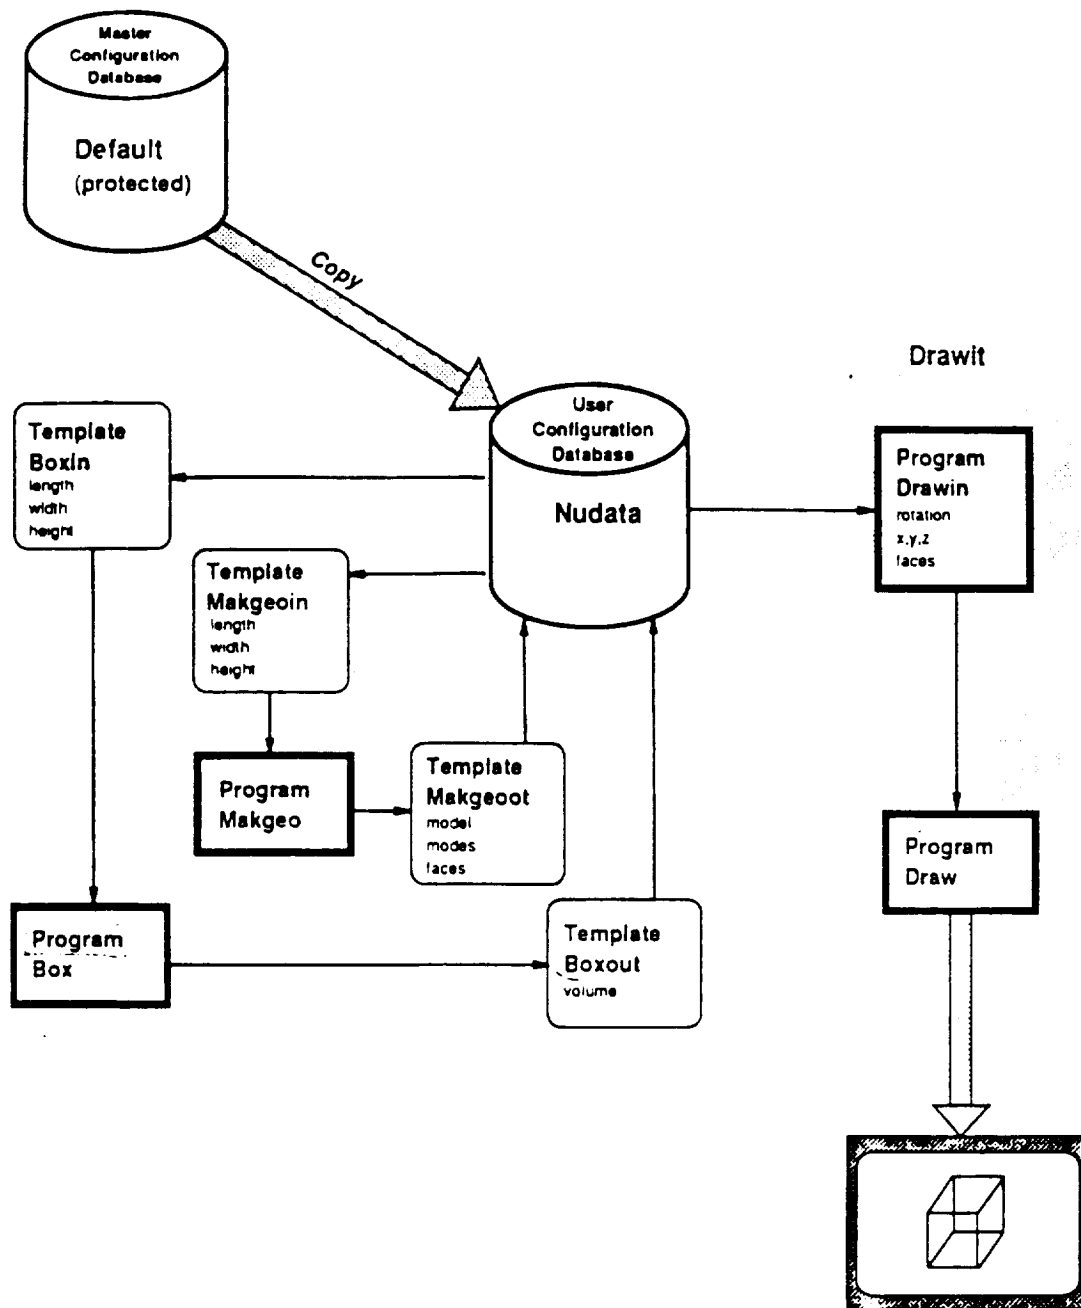 Master
Configuration
Database
Default
(protected)
Copy
Drawit
User
Configuration
Database
Nudata
Template
Boxin
length
width
height
Program
Drawin
rotation
x,y,z
faces
Template
Makgeoin
length
width
height
Program
Makgeo
Template
Makgeoot
model
modes
faces
Program
Draw
Program
Box
Template
Boxout
volume